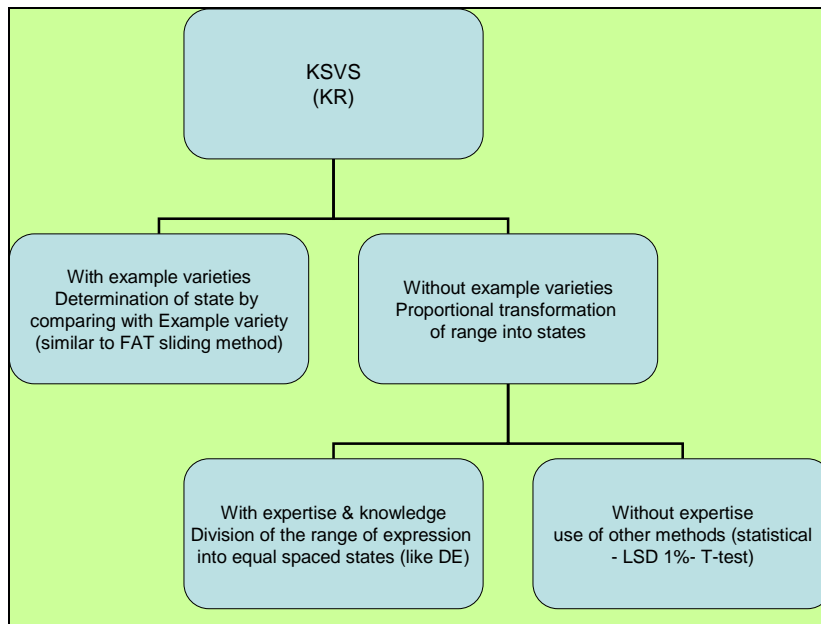 KSVS
(KR)
With example varieties
Determination of state by
comparing with Example variety
(similar to FAT sliding method)
Without example varieties
Proportional transformation
of range into states
With expertise & knowledge
Division of the range of expression
into equal spaced states (like DE)
Without expertise
use of other methods (statistical
- LSD 1%- T-test)